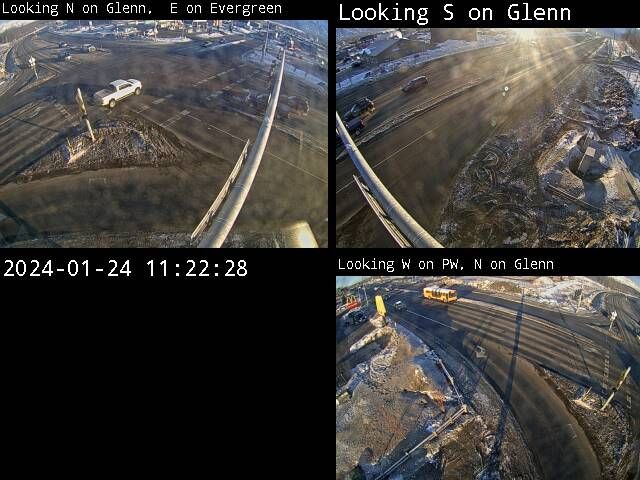 Looking N on Glenn,  E on Evergreen
Looking S on Glenn
2024-01-24 11:22:28
Looking W on PW, N on Glenn